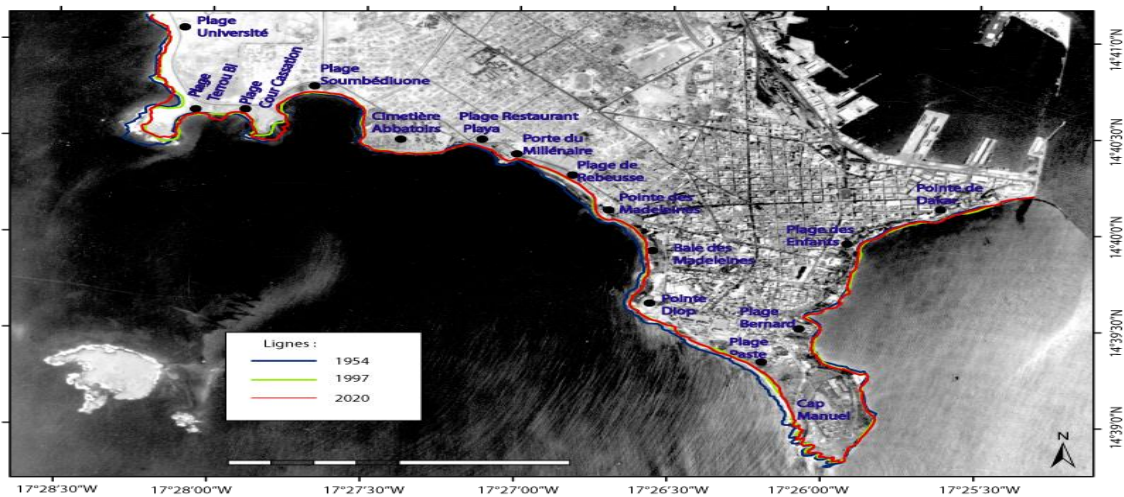 Plage
Université
Plage
Terrou BI
Plage
Cour Cassation
Plage
Soumbédiuone
Cimetière
Abbatoirs
Plage Restaurant
Playa
Porte du
Millénaire
Plage de
Rebeusse
Pointe des
Madeleines
Baie des
Madeleines
Pointe
Diop
Plage
Bernard
Plage
Paste
Cap
Manuel
Plage des
Enfants
Pointe de
Dakar
14°41'0"N
14°40'30"N
14°40'0"N
14°39'30"N
14°39'0"N
Lignes :
1954
1997
2020
N
17°28'30"W
17°28'00"W
17°27'30"W
17°27'00"W
17°26'30"W
17°26'00"W
17°25'30"W